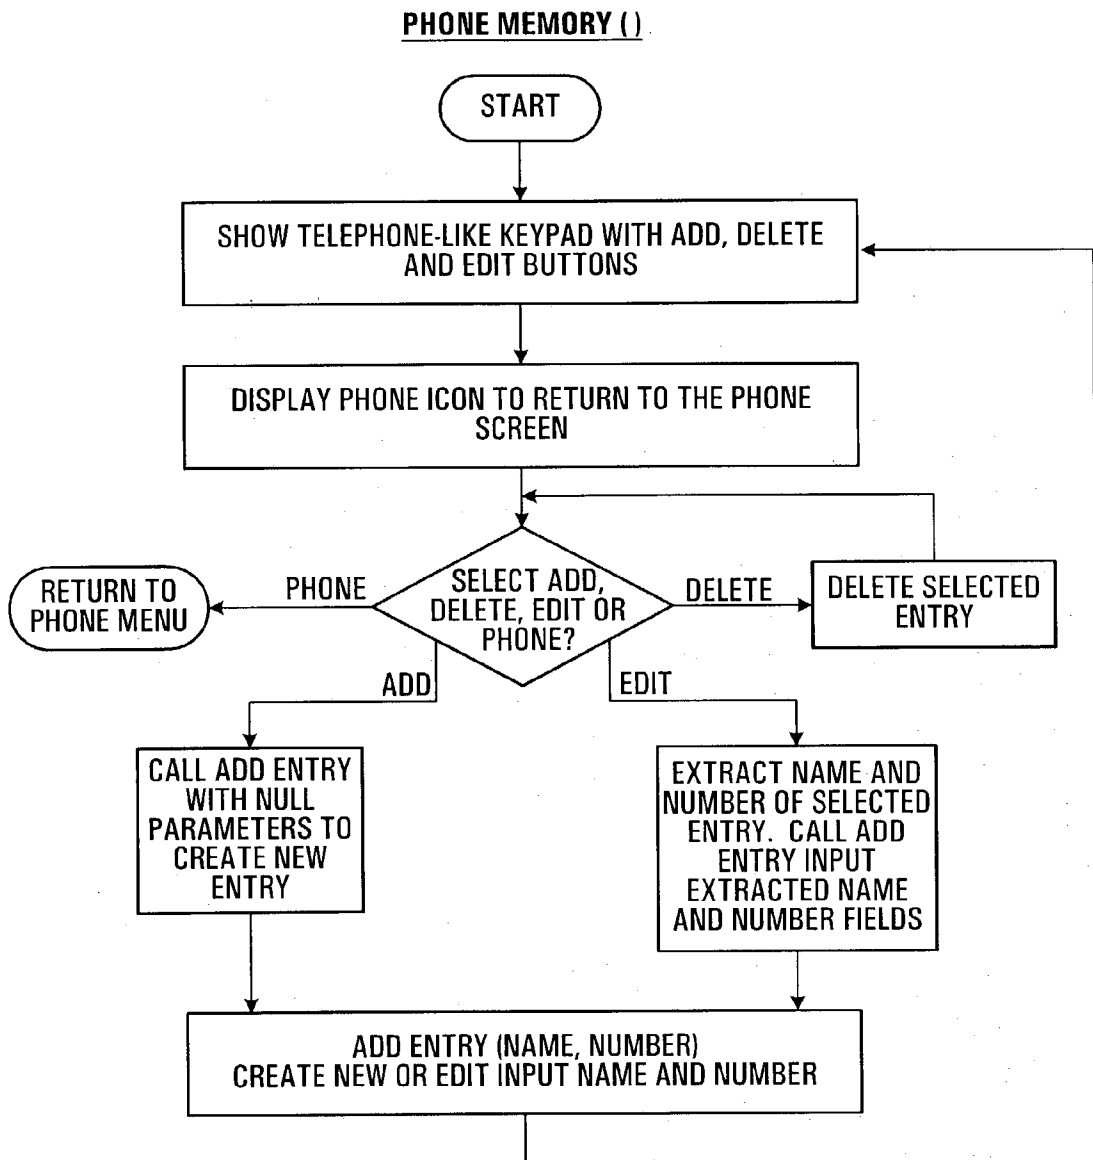 PHONE MEMORY ( )
START
SHOW TELEPHONE-LIKE KEYPAD WITH ADD, DELETE
AND EDIT BUTTONS
DISPLAY PHONE ICON TO RETURN TO THE PHONE
SCREEN
RETURN TO
PHONE MENU
PHONE
SELECT ADD,
DELETE, EDIT OR
PHONE?
DELETE
DELETE SELECTED
ENTRY
ADD
EDIT
CALL ADD ENTRY
WITH NULL
PARAMETERS TO
CREATE NEW
ENTRY
EXTRACT NAME AND
NUMBER OF SELECTED
ENTRY. CALL ADD
ENTRY INPUT
EXTRACTED NAME
AND NUMBER FIELDS
ADD ENTRY (NAME, NUMBER)
CREATE NEW OR EDIT INPUT NAME AND NUMBER